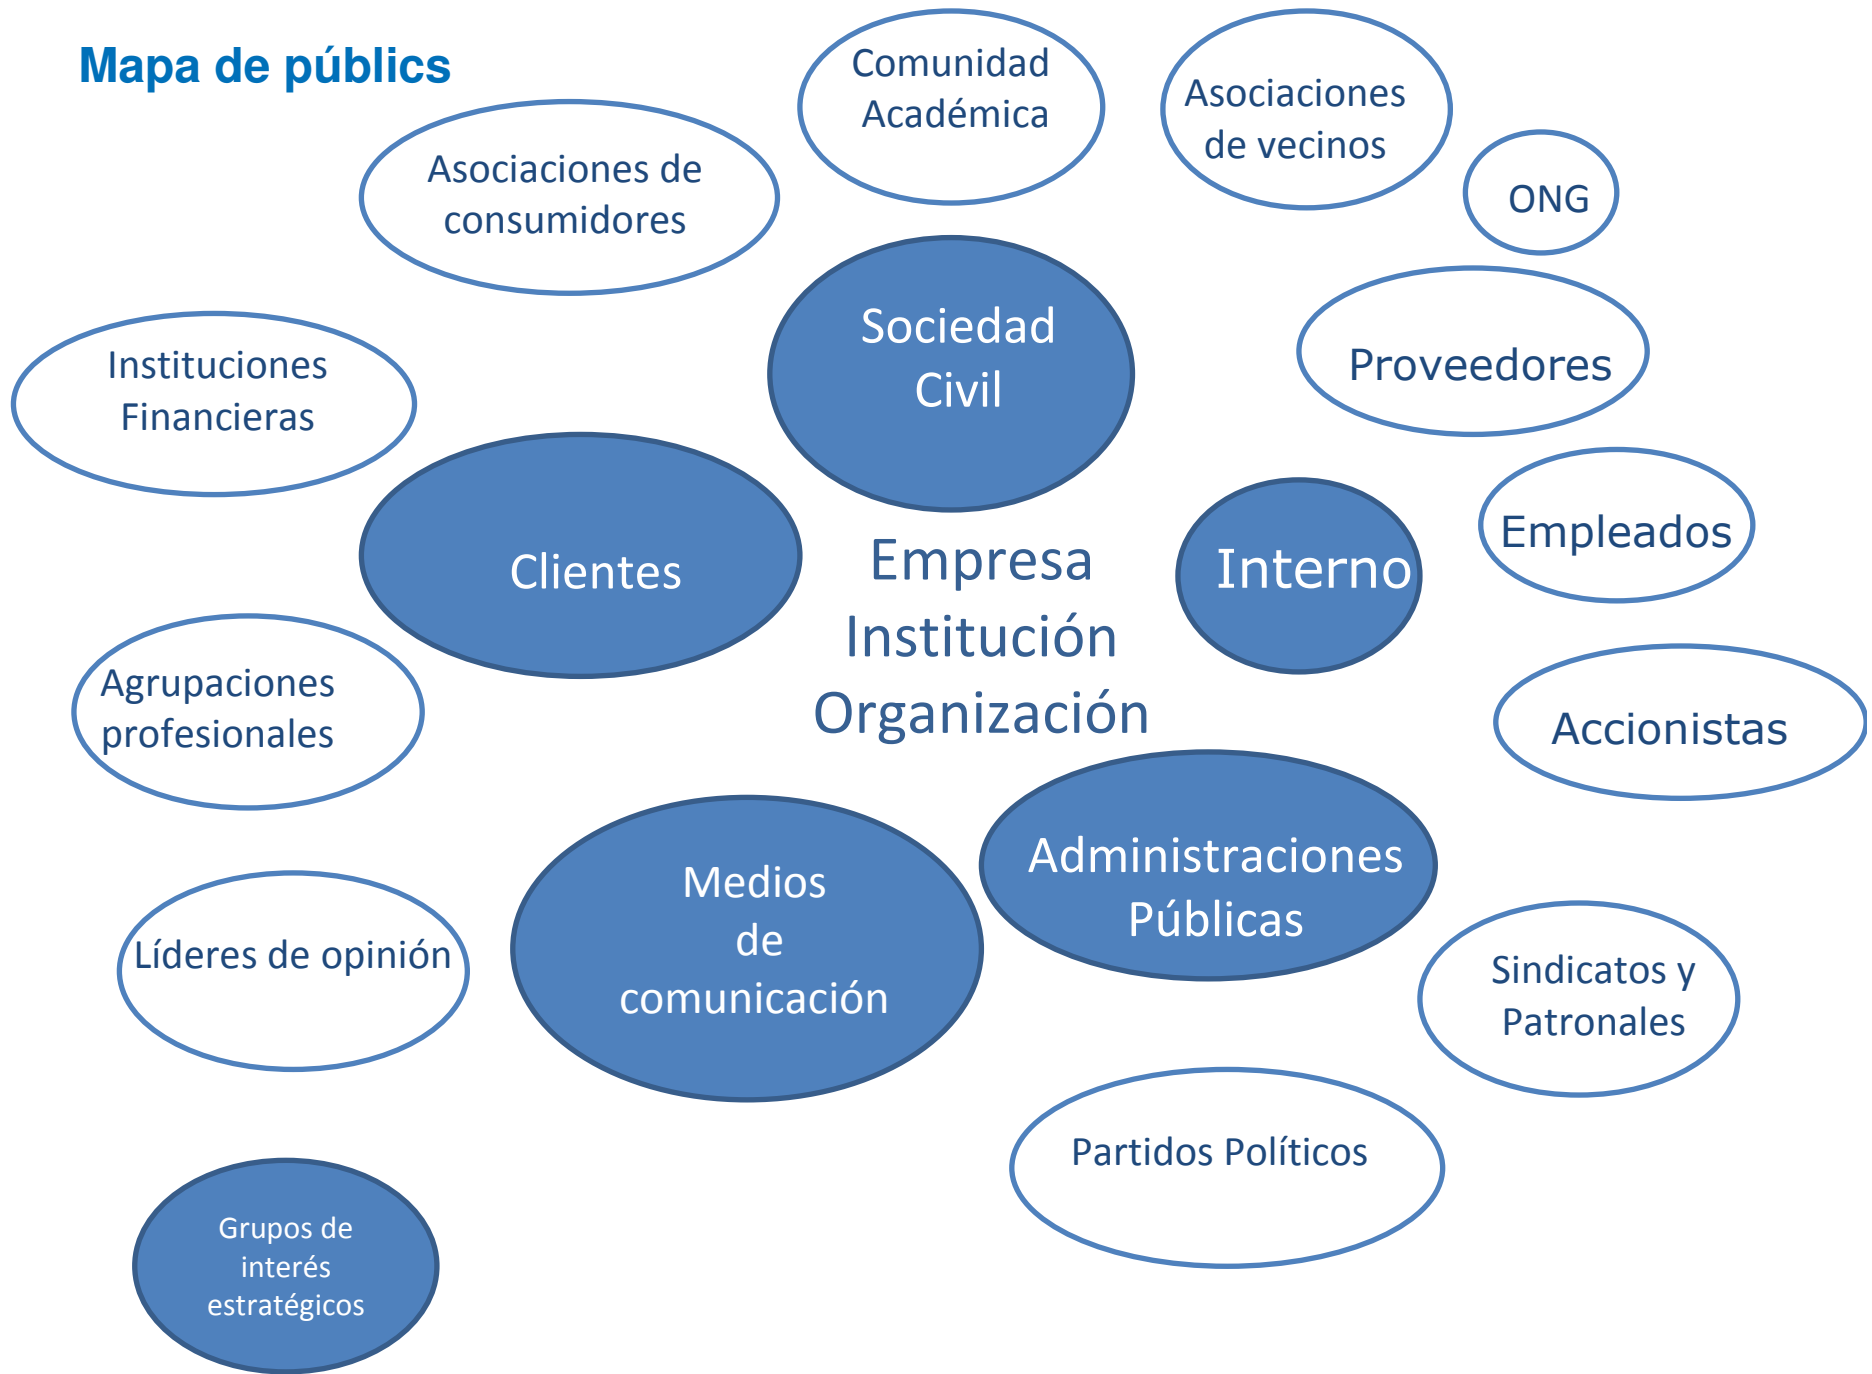 Mapa de públics
Comunidad
Académica
Asociaciones
de vecinos
Asociaciones de
consumidores
ONG
Sociedad
Civil
Instituciones
Financieras
Proveedores
Clientes
Empresa
Institución
Organización
Interno
Empleados
Agrupaciones
profesionales
Accionistas
Administraciones
Públicas
Medios
de
comunicación
Líderes de opinión
Sindicatos y
Patronales
Partidos Políticos
Grupos de
interés
estratégicos